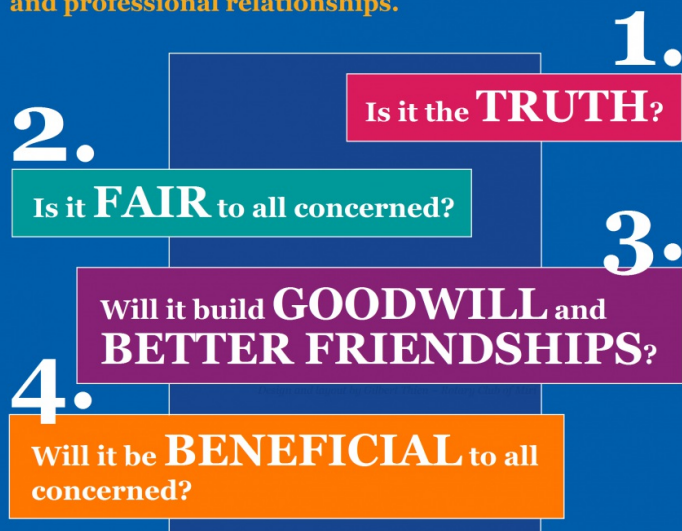 and professional relationships.
1.
Is it the TRUTH?
2.
Is it FAIR to all concerned?
3.
Will it build GOODWILL and
BETTER FRIENDSHIPS?
4.
Will it be BENEFICIAL to all
concerned?